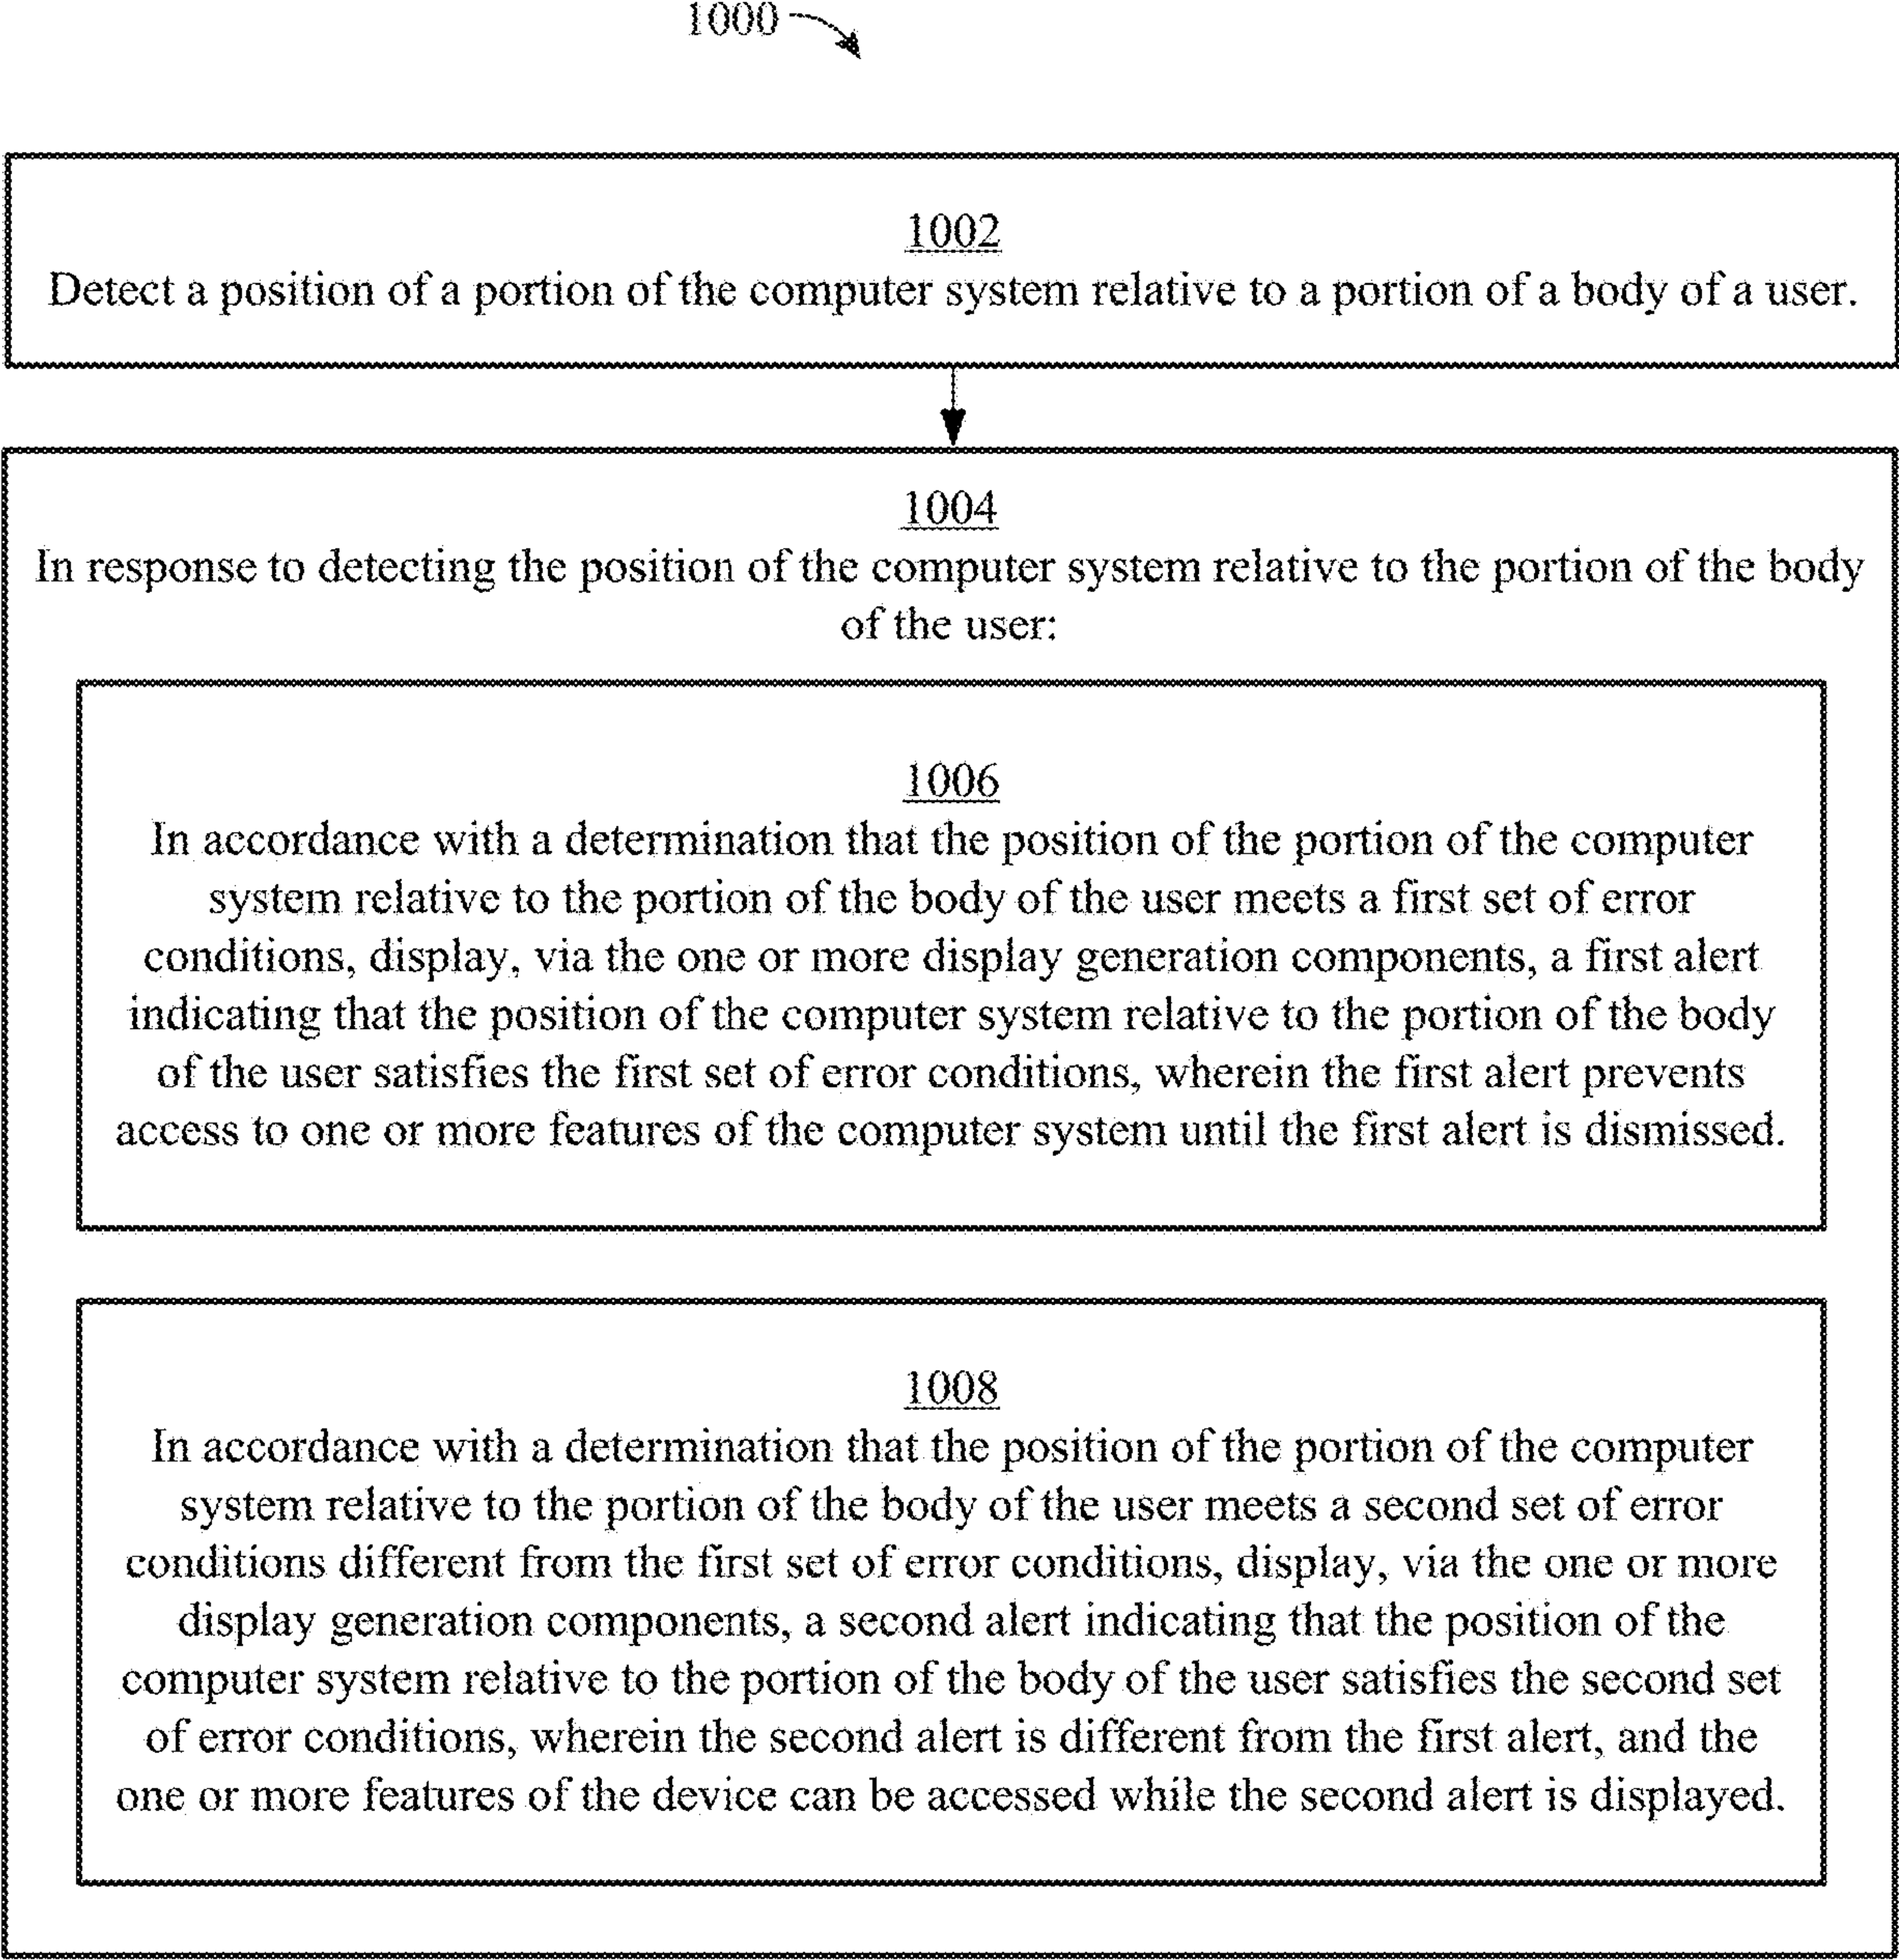 1000
1002
Detect a position of a portion of the computer system relative to a portion of a body of a user.
1004
In response to detecting the position of the computer system relative to the portion of the body
of the user:
1006
In accordance with a determination that the position of the portion of the computer
system relative to the portion of the body of the user meets a first set of error
conditions, display, via the one or more display generation components, a first alert
indicating that the position of the computer system relative to the portion of the body
of the user satisfies the first set of error conditions, wherein the first alert prevents
access to one or more features of the computer system until the first alert is dismissed.
1008
In accordance with a determination that the position of the portion of the computer
system relative to the portion of the body of the user meets a second set of error
conditions different from the first set of error conditions, display, via the one or more
display generation components, a second alert indicating that the position of the
computer system relative to the portion of the body of the user satisfies the second set
of error conditions, wherein the second alert is different from the first alert, and the
one or more features of the device can be accessed while the second alert is displayed.